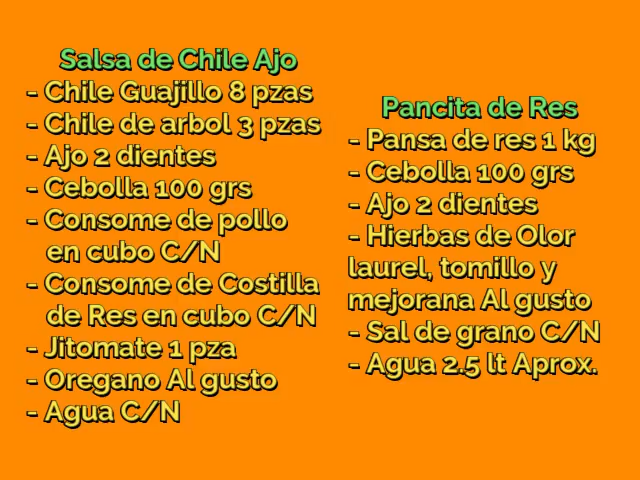 Salsa de Chile Ajo
- Chile Guajillo 8 pzas
- Chile de arbol 3 pzas
- Ajo 2 dientes
- Cebolla 100 grs
- Consome de pollo
en cubo C/N
- Consome de Costilla
de Res en cubo C/N
- Jitomate 1 pza
- Oregano Al gusto
- Agua C/N
Pancita de Res
- Pansa de res 1 kg
- Cebolla 100 grs
- Ajo 2 dientes
- Hierbas de Olor
laurel, tomillo y
mejorana Al gusto
- Sal de grano C/N
- Agua 2.5 lt Aprox.